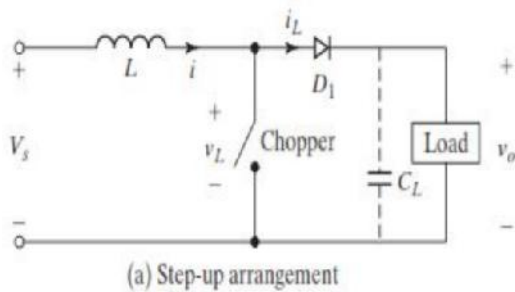 L
i
i_L
D_1
+
V_s
−
+
v_L
−
Chopper
C_L
Load
+
v_o
−
(a) Step-up arrangement